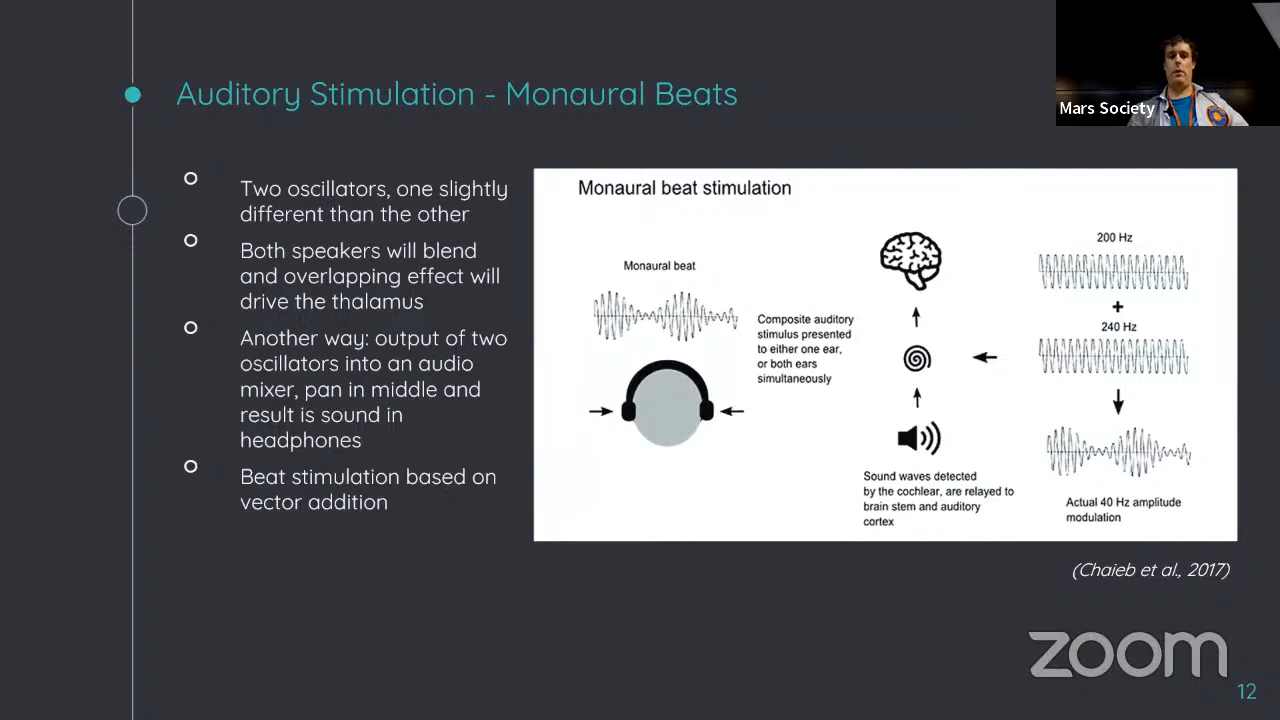 Auditory Stimulation - Monaural Beats
Mars Society
Two oscillators, one slightly
different than the other
Both speakers will blend
and overlapping effect will
drive the thalamus
Another way: output of two
oscillators into an audio
mixer, pan in middle and
result is sound in
headphones
Beat stimulation based on
vector addition
Monaural beat stimulation
Monaural beat
Composite auditory
stimulus presented
to either one ear,
or both ears
simultaneously
Sound waves detected
by the cochlear, are relayed to
brain stem and auditory
cortex
200 Hz
+
240 Hz
Actual 40 Hz amplitude
modulation
(Chaieb et al., 2017)
zoom
12